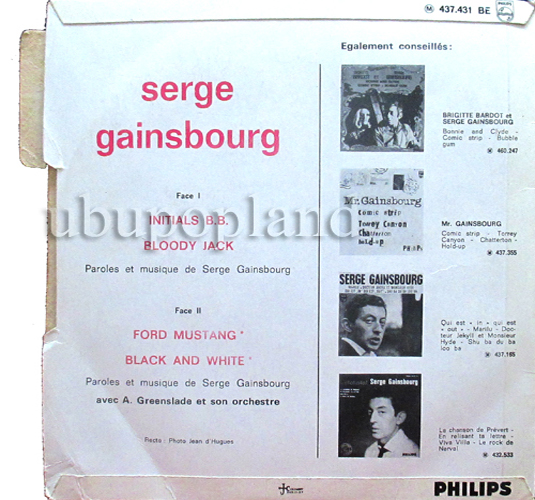 M 437.431 BE
PHILIPS
serge
gainsbourg
Face I
INITIALS B.B.
BLOODY JACK
Paroles et musique de Serge Gainsbourg
Face II
FORD MUSTANG *
BLACK AND WHITE *
Paroles et musique de Serge Gainsbourg
avec A. Greenslade et son orchestre
Recto : Photo Jean d'Hugues
ubupopland
Egalement conseillés :
BRIGITTE BARDOT et
SERGE GAINSBOURG
Bonnie and Clyde -
Comic strip - Bubble
gum
460.247
Mr. Gainsbourg
Comic strip
Torrey Canyon
Chatterton
hold-up
PHILIPS
Mr. GAINSBOURG
Comic strip - Torrey
Canyon - Chatterton -
Hold-up
437.355
SERGE GAINSBOURG
Qui est « in » qui est
« out » - Marilu - Doc-
teur Jekyll et Monsieur
Hyde - Shu ba du ba
loo ba
437.165
Serge Gainsbourg
La chanson de Prévert -
En relisant ta lettre -
Viva Villa - Le rock de
Nerval
432.533
PHILIPS